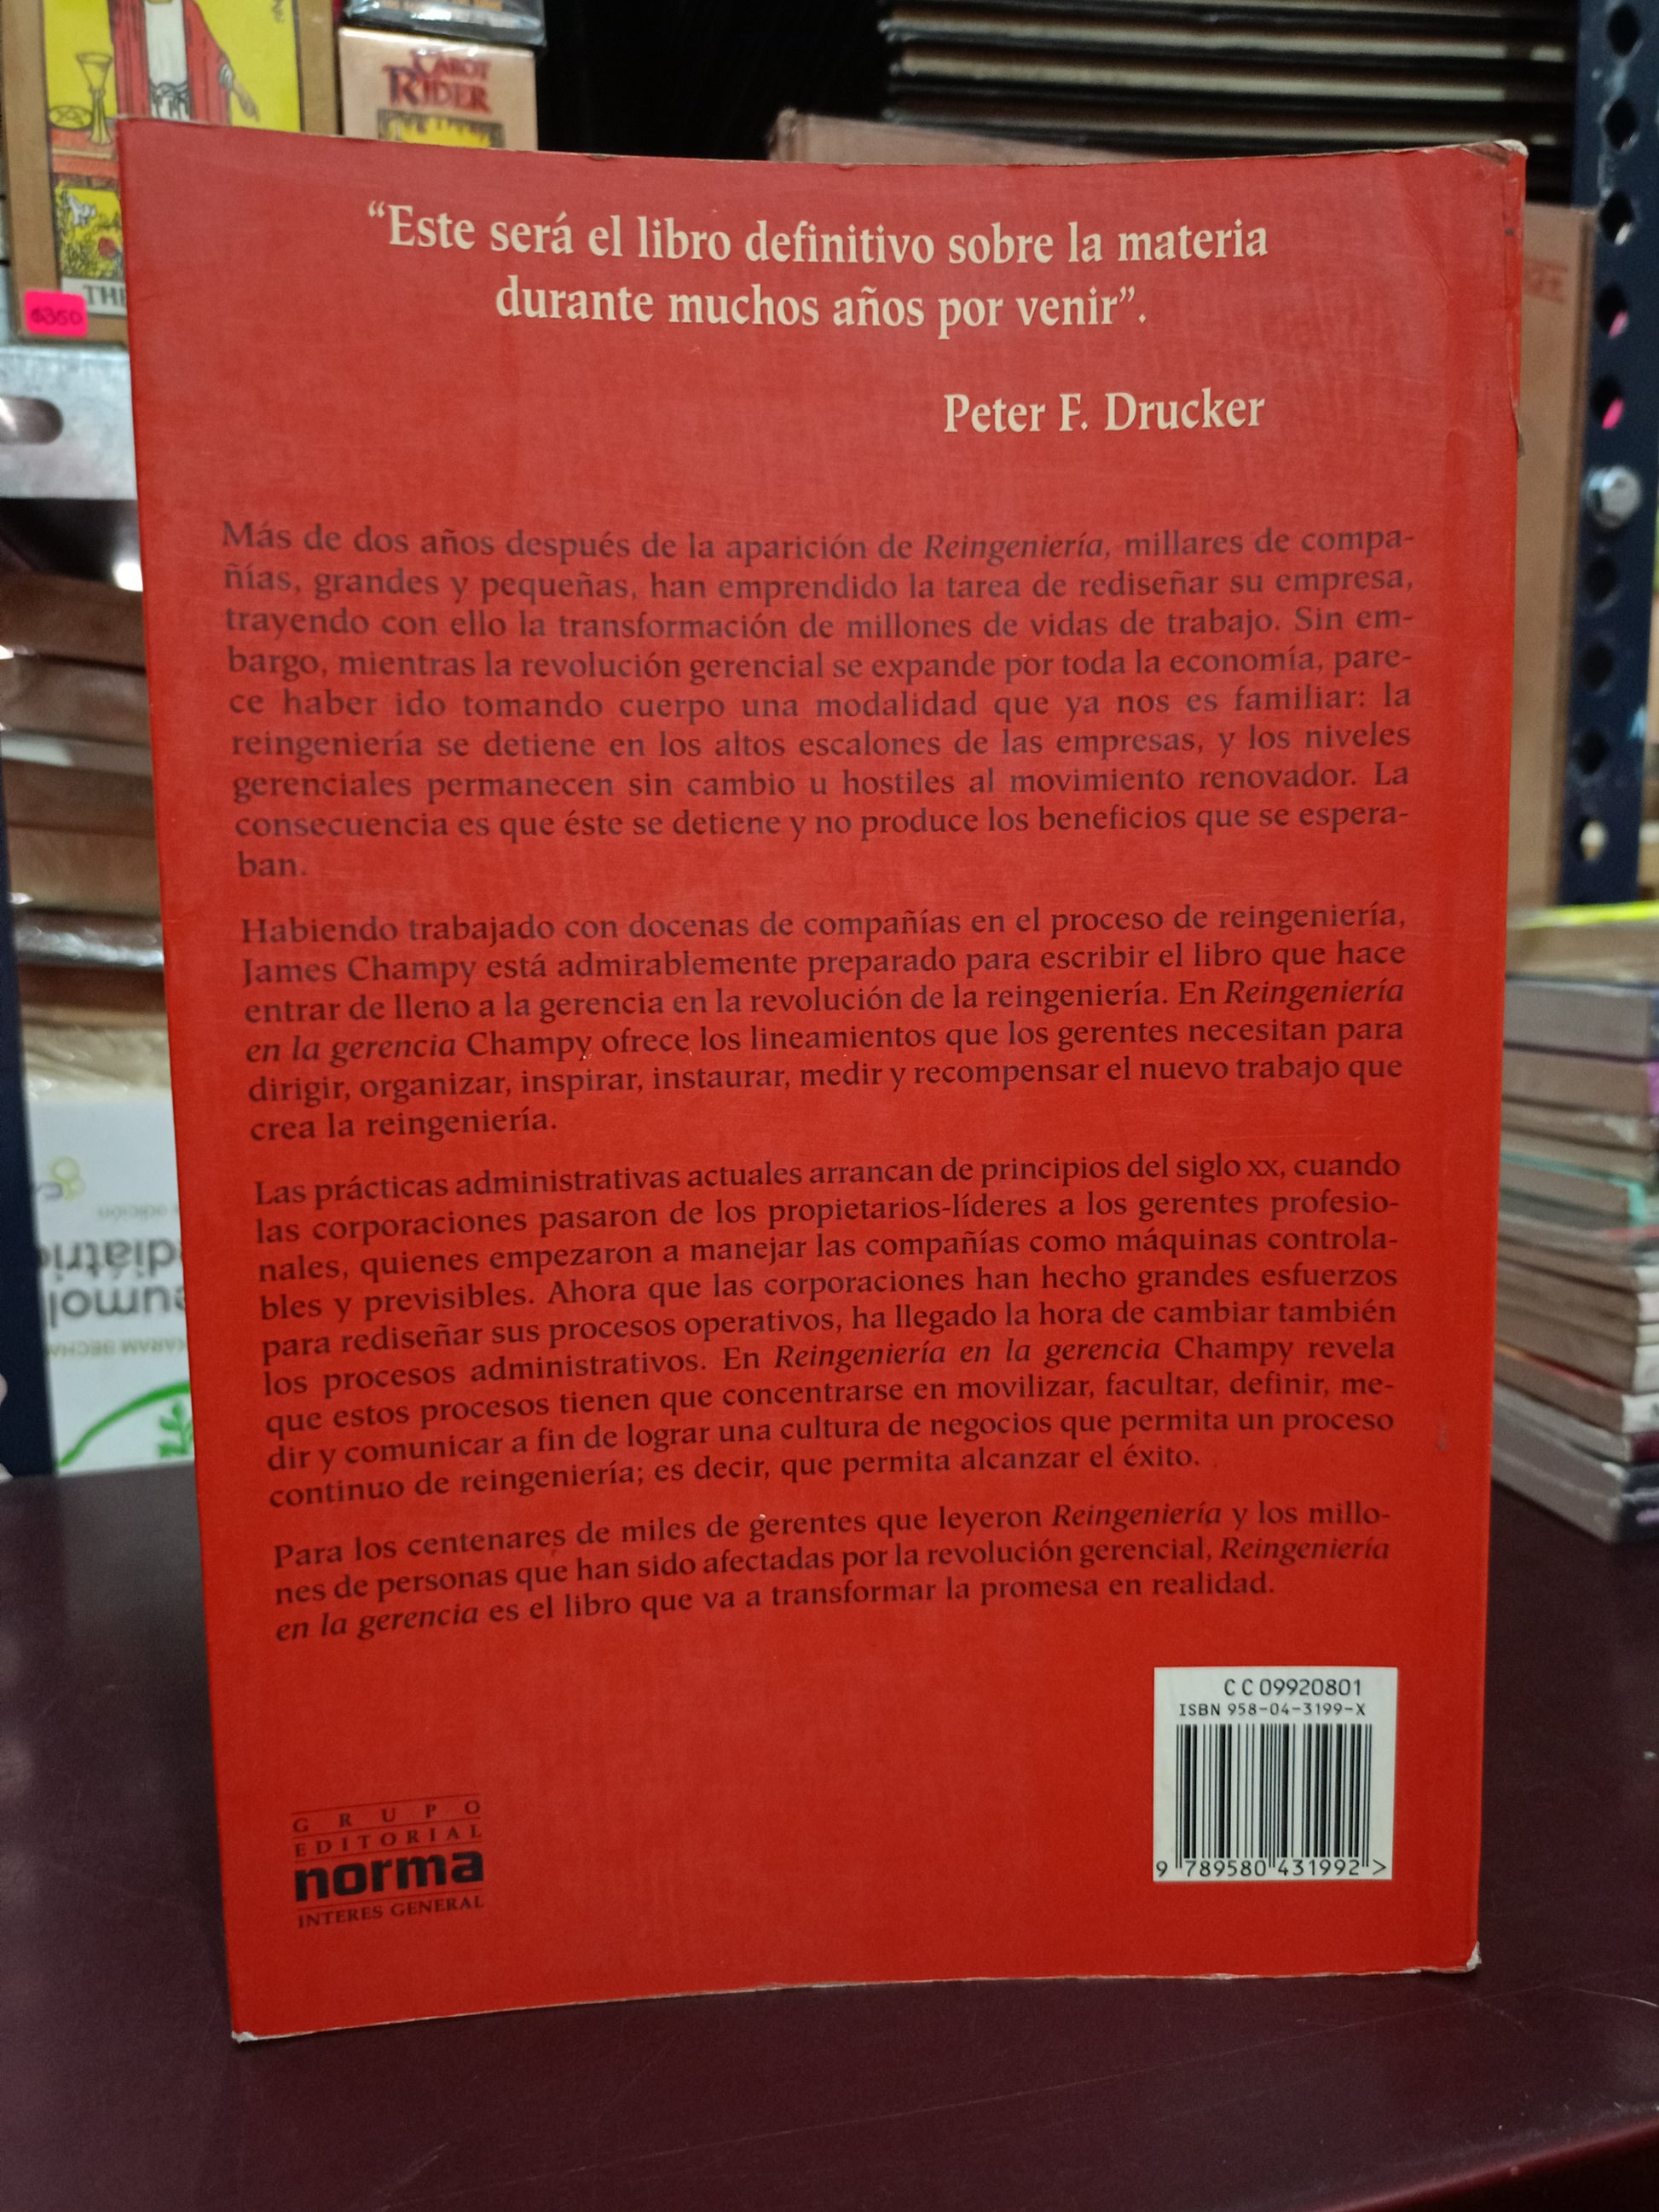 TAROT
RIDER
THE
$350
“Este será el libro definitivo sobre la materia
durante muchos años por venir”.
Peter F. Drucker
Más de dos años después de la aparición de Reingeniería, millares de compa-
ñías, grandes y pequeñas, han emprendido la tarea de rediseñar su empresa,
trayendo con ello la transformación de millones de vidas de trabajo. Sin em-
bargo, mientras la revolución gerencial se expande por toda la economía, pare-
ce haber ido tomando cuerpo una modalidad que ya nos es familiar: la
reingeniería se detiene en los altos escalones de las empresas, y los niveles
gerenciales permanecen sin cambio u hostiles al movimiento renovador. La
consecuencia es que éste se detiene y no produce los beneficios que se espera-
ban.
Habiendo trabajado con docenas de compañías en el proceso de reingeniería,
James Champy está admirablemente preparado para escribir el libro que hace
entrar de lleno a la gerencia en la revolución de la reingeniería. En Reingeniería
en la gerencia Champy ofrece los lineamientos que los gerentes necesitan para
dirigir, organizar, inspirar, instaurar, medir y recompensar el nuevo trabajo que
crea la reingeniería.
Las prácticas administrativas actuales arrancan de principios del siglo XX, cuando
las corporaciones pasaron de los propietarios-líderes a los gerentes profesio-
nales, quienes empezaron a manejar las compañías como máquinas controla-
bles y previsibles. Ahora que las corporaciones han hecho grandes esfuerzos
para rediseñar sus procesos operativos, ha llegado la hora de cambiar también
los procesos administrativos. En Reingeniería en la gerencia Champy revela
que estos procesos tienen que concentrarse en movilizar, facultar, definir, me-
dir y comunicar a fin de lograr una cultura de negocios que permita un proceso
continuo de reingeniería; es decir, que permita alcanzar el éxito.
Para los centenares de miles de gerentes que leyeron Reingeniería y los millo-
nes de personas que han sido afectadas por la revolución gerencial, Reingeniería
en la gerencia es el libro que va a transformar la promesa en realidad.
CC 09920801
ISBN 958-04-3199-X
9 789580 431992 >
GRUPO
EDITORIAL
norma
INTERES GENERAL